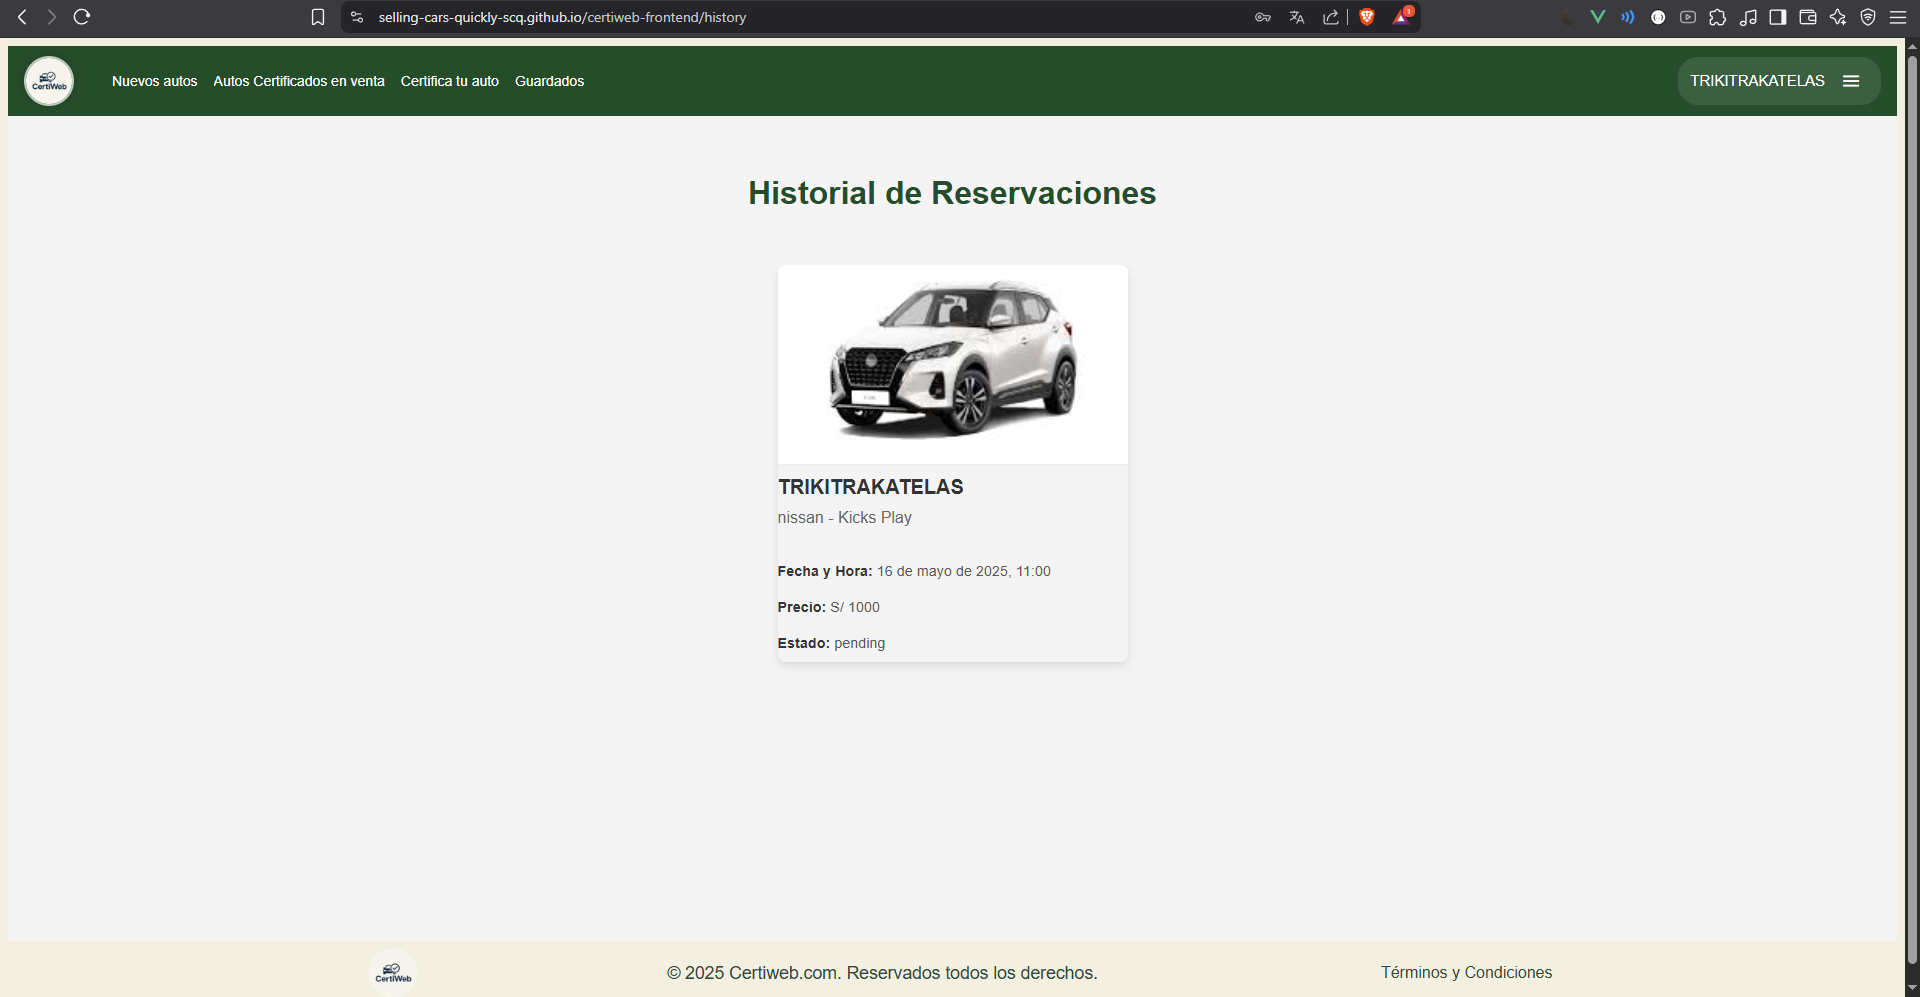 selling-cars-quickly-scq.github.io/certiweb-frontend/history
1
CertiWeb
Nuevos autos Autos Certificados en venta Certifica tu auto Guardados
TRIKITRAKATELAS
Historial de Reservaciones
TRIKITRAKATELAS
nissan - Kicks Play
Fecha y Hora: 16 de mayo de 2025, 11:00
Precio: S/ 1000
Estado: pending
CertiWeb
© 2025 Certiweb.com. Reservados todos los derechos.
Términos y Condiciones